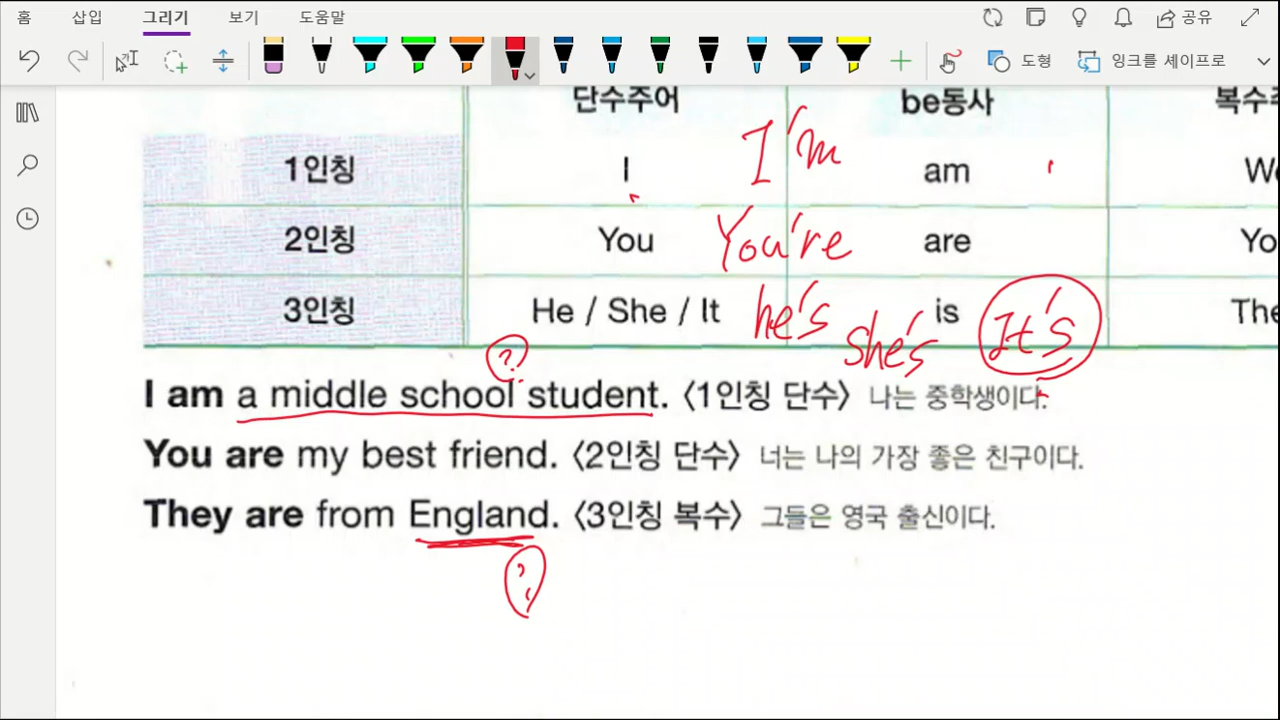 홈 삽입 그리기 보기 도움말 공유
도형 잉크를 셰이프로
단수주어 be동사 복수주
1인칭 I I'm am We
2인칭 You You're are Yo
3인칭 He / She / It he's she's is It's The
?
I am a middle school student. 〈1인칭 단수〉 나는 중학생이다.
You are my best friend. 〈2인칭 단수〉 너는 나의 가장 좋은 친구이다.
They are from England. 〈3인칭 복수〉 그들은 영국 출신이다.